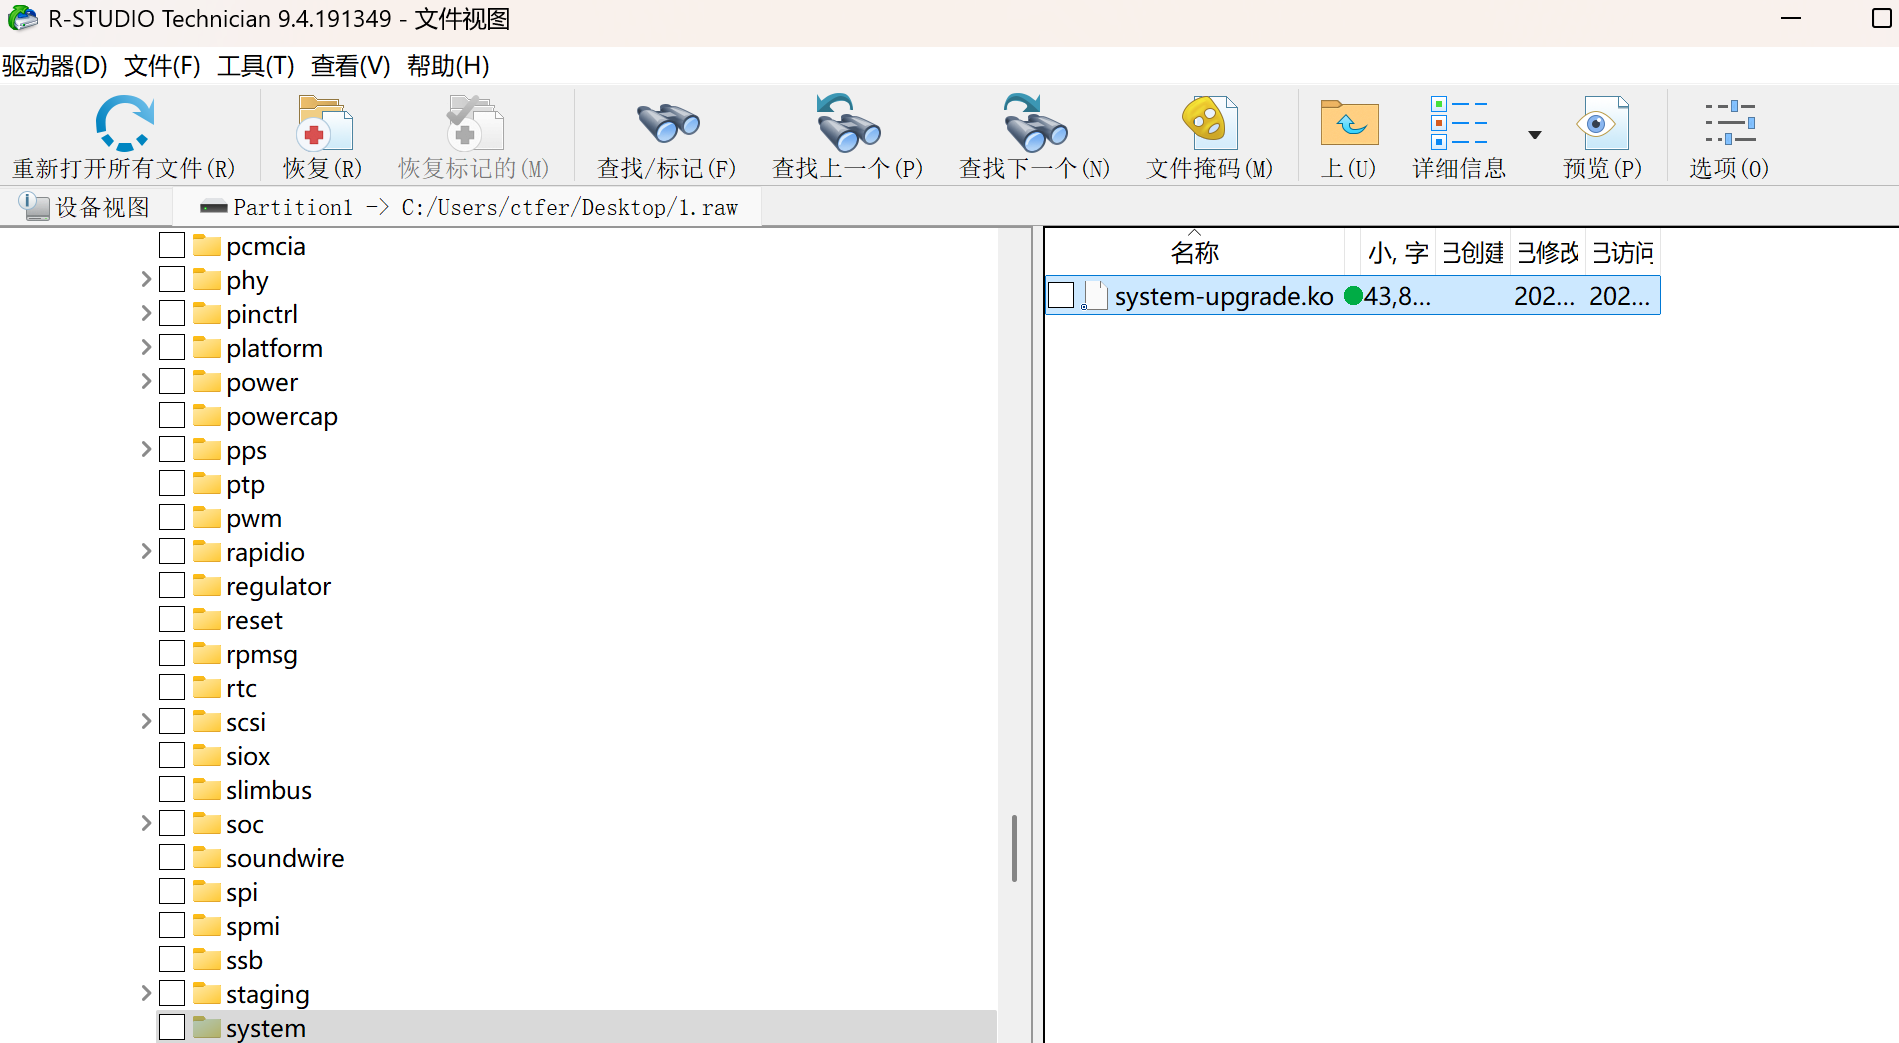 R-STUDIO Technician 9.4.191349 - 文件视图
驱动器(D) 文件(F) 工具(T) 查看(V) 帮助(H)
重新打开所有文件(R) 恢复(R) 恢复标记的(M) 查找/标记(F) 查找上一个(P) 查找下一个(N) 文件掩码(M) 上(U) 详细信息 预览(P) 选项(O)
设备视图 Partition1 -> C:/Users/ctfer/Desktop/1.raw
pcmcia
phy
pinctrl
platform
power
powercap
pps
ptp
pwm
rapidio
regulator
reset
rpmsg
rtc
scsi
siox
slimbus
soc
soundwire
spi
spmi
ssb
staging
system
名称 小, 字 已创建 已修改 已访问
system-upgrade.ko 43,8... 202... 202...